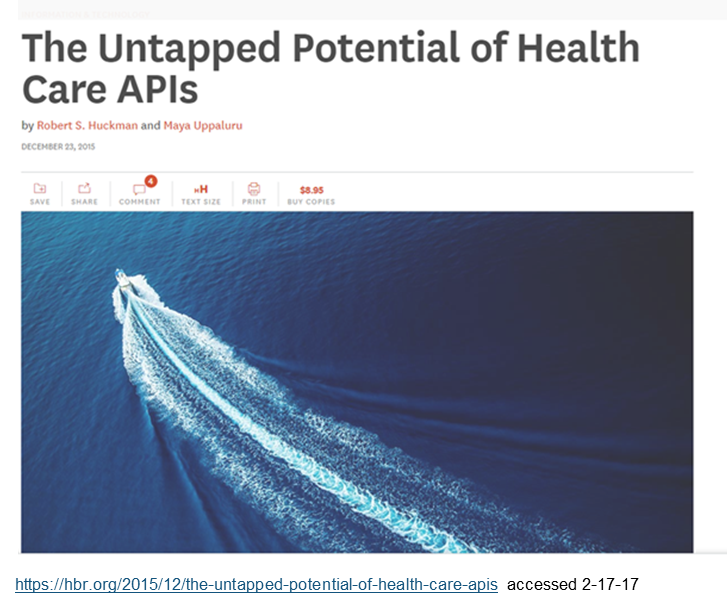 The Untapped Potential of Health
Care APIs
by Robert S. Huckman and Maya Uppaluru
DECEMBER 23, 2015
4
SAVE SHARE COMMENT HH TEXT SIZE PRINT $8.95 BUY COPIES
https://hbr.org/2015/12/the-untapped-potential-of-health-care-apis accessed 2-17-17